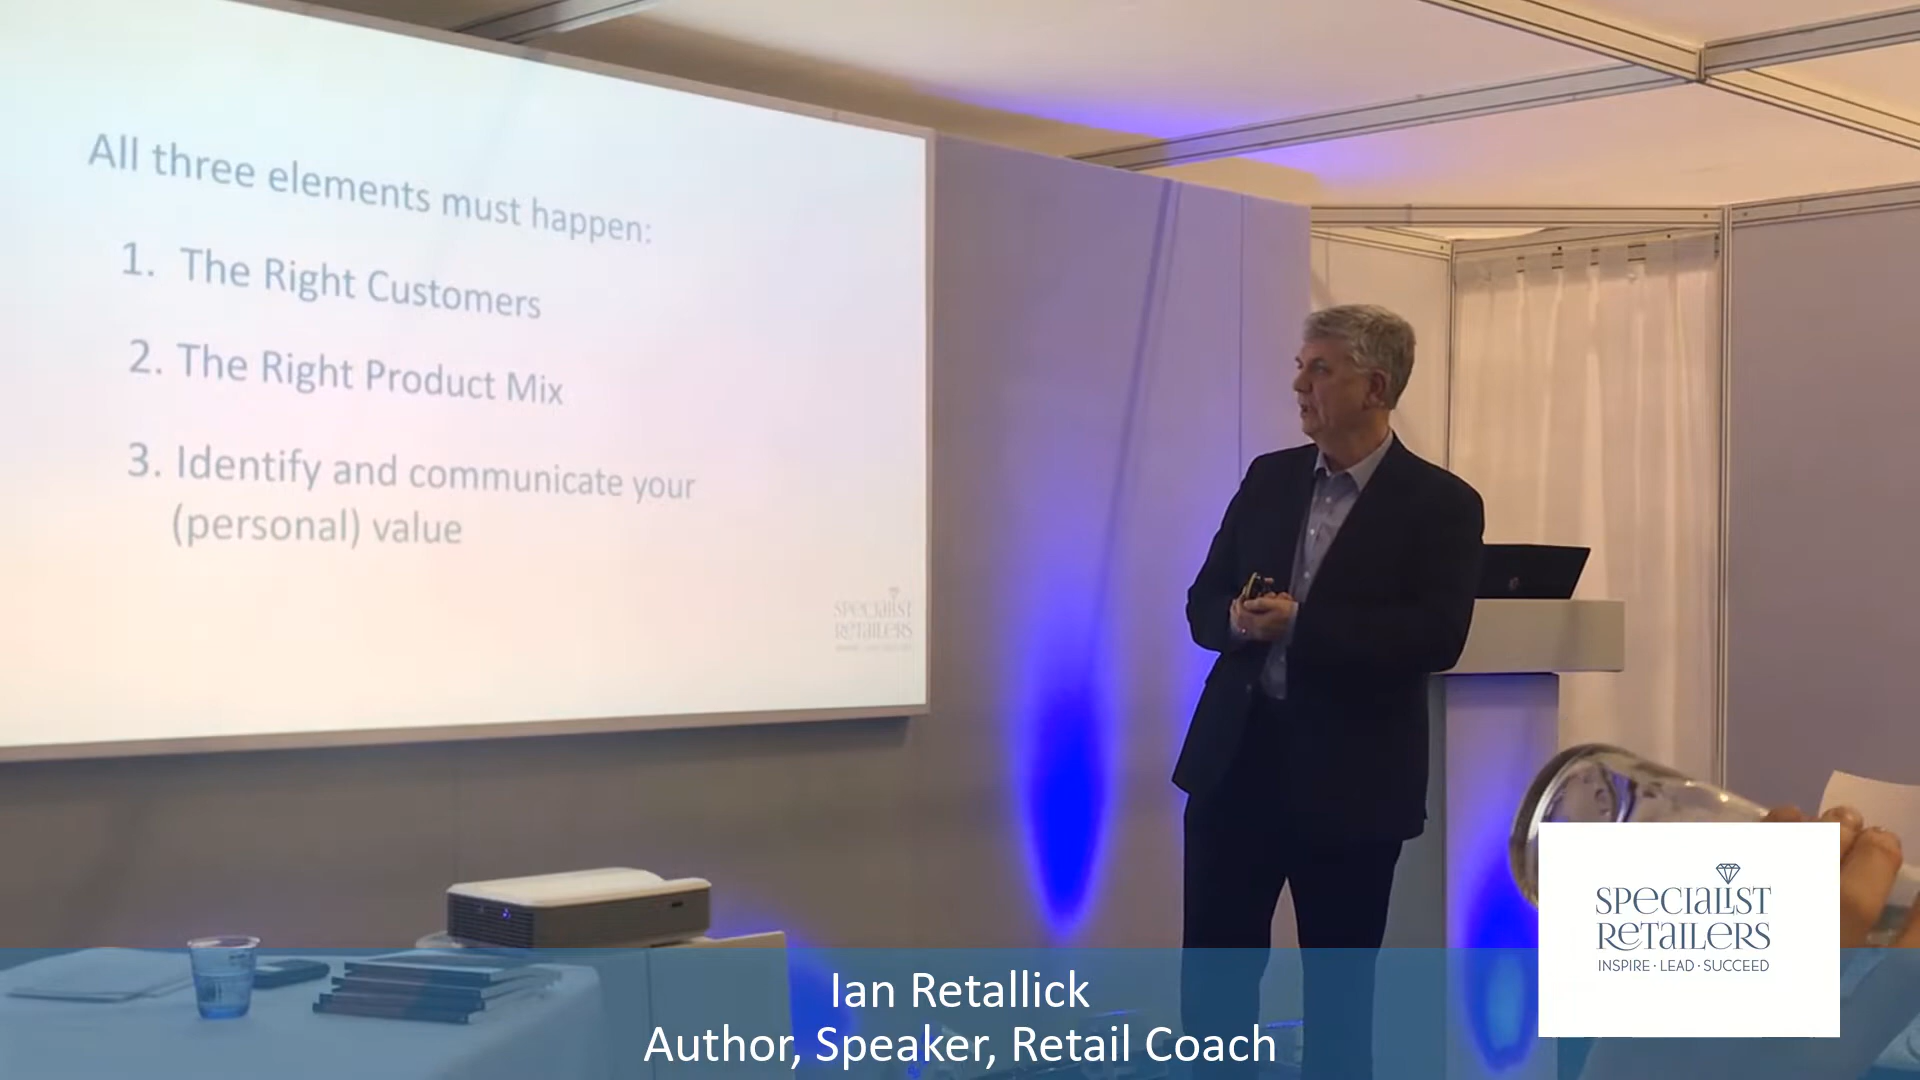 All three elements must happen:
1. The Right Customers
2. The Right Product Mix
3. Identify and communicate your
(personal) value
SPECIALIST
RETAILERS
SPECIALIST
RETAILERS
INSPIRE · LEAD · SUCCEED
Ian Retallick
Author, Speaker, Retail Coach